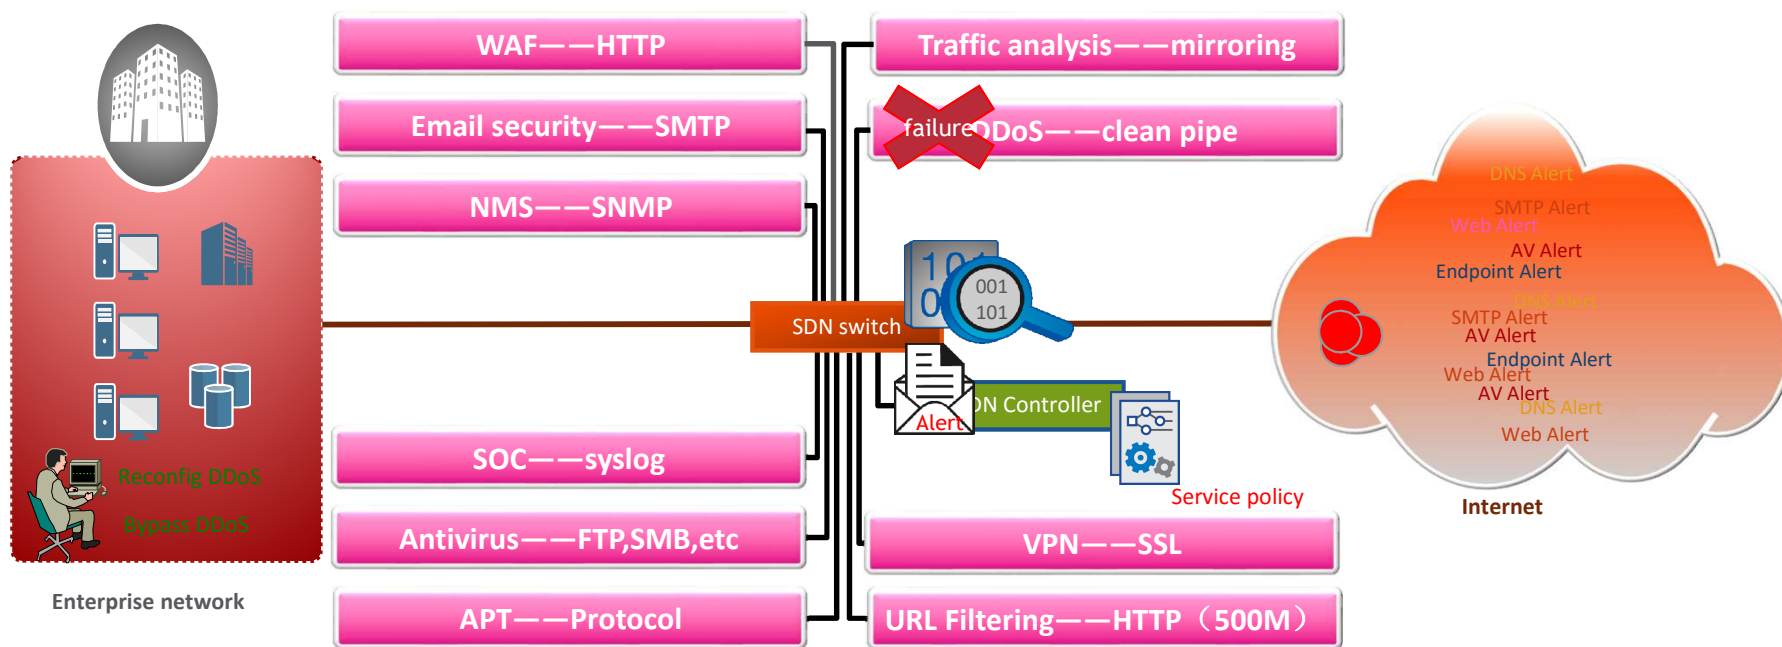 WAF——HTTP
Traffic analysis——mirroring
Email security——SMTP
failure
DDoS——clean pipe
NMS——SNMP
DNS Alert
SMTP Alert
Web Alert
AV Alert
Endpoint Alert
101
001
101
SDN switch
DNS Alert
SMTP Alert
AV Alert
Endpoint Alert
Web Alert
AV Alert
DNS Alert
Web Alert
DN Controller
Alert
SOC——syslog
Reconfig DDoS
Bypass DDoS
Service policy
Internet
Antivirus——FTP,SMB,etc
VPN——SSL
Enterprise network
APT——Protocol
URL Filtering——HTTP（500M）